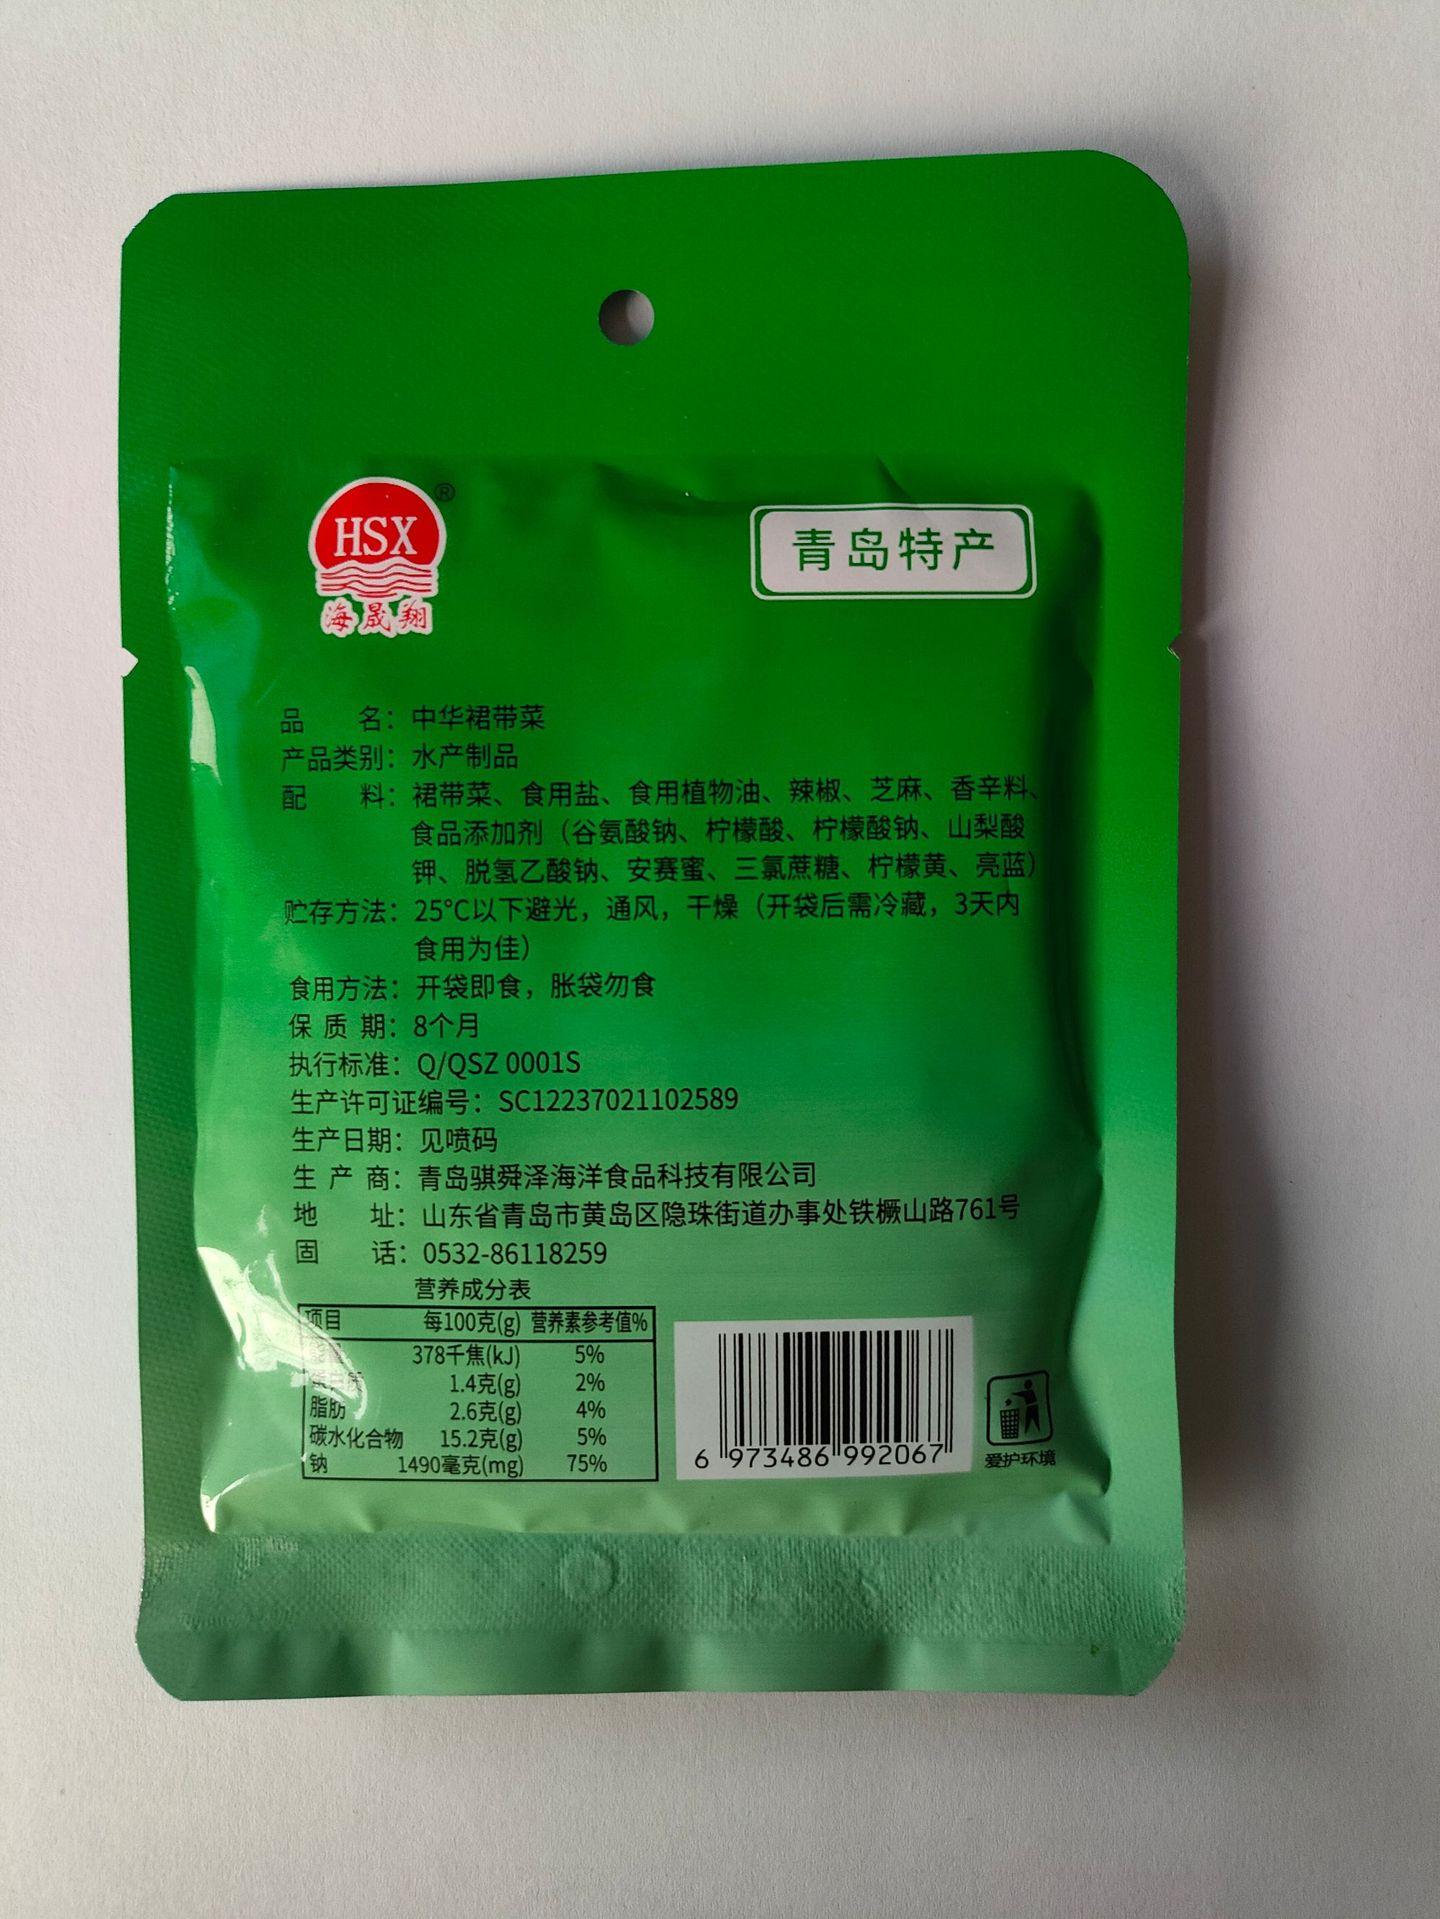 HSX
®
海晟翔
青岛特产
品 名：中华裙带菜
产品类别：水产制品
配 料：裙带菜、食用盐、食用植物油、辣椒、芝麻、香辛料、
食品添加剂（谷氨酸钠、柠檬酸、柠檬酸钠、山梨酸
钾、脱氢乙酸钠、安赛蜜、三氯蔗糖、柠檬黄、亮蓝）
贮存方法：25℃以下避光，通风，干燥（开袋后需冷藏，3天内
食用为佳）
食用方法：开袋即食，胀袋勿食
保 质 期：8个月
执行标准：Q/QSZ 0001S
生产许可证编号：SC12237021102589
生产日期：见喷码
生 产 商：青岛骐舜泽海洋食品科技有限公司
地 址：山东省青岛市黄岛区隐珠街道办事处铁橛山路761号
固 话：0532-86118259
营养成分表
项目 每100克(g) 营养素参考值%
378千焦(kJ) 5%
1.4克(g) 2%
脂肪 2.6克(g) 4%
碳水化合物 15.2克(g) 5%
钠 1490毫克(mg) 75%
6 973486 992067
爱护环境